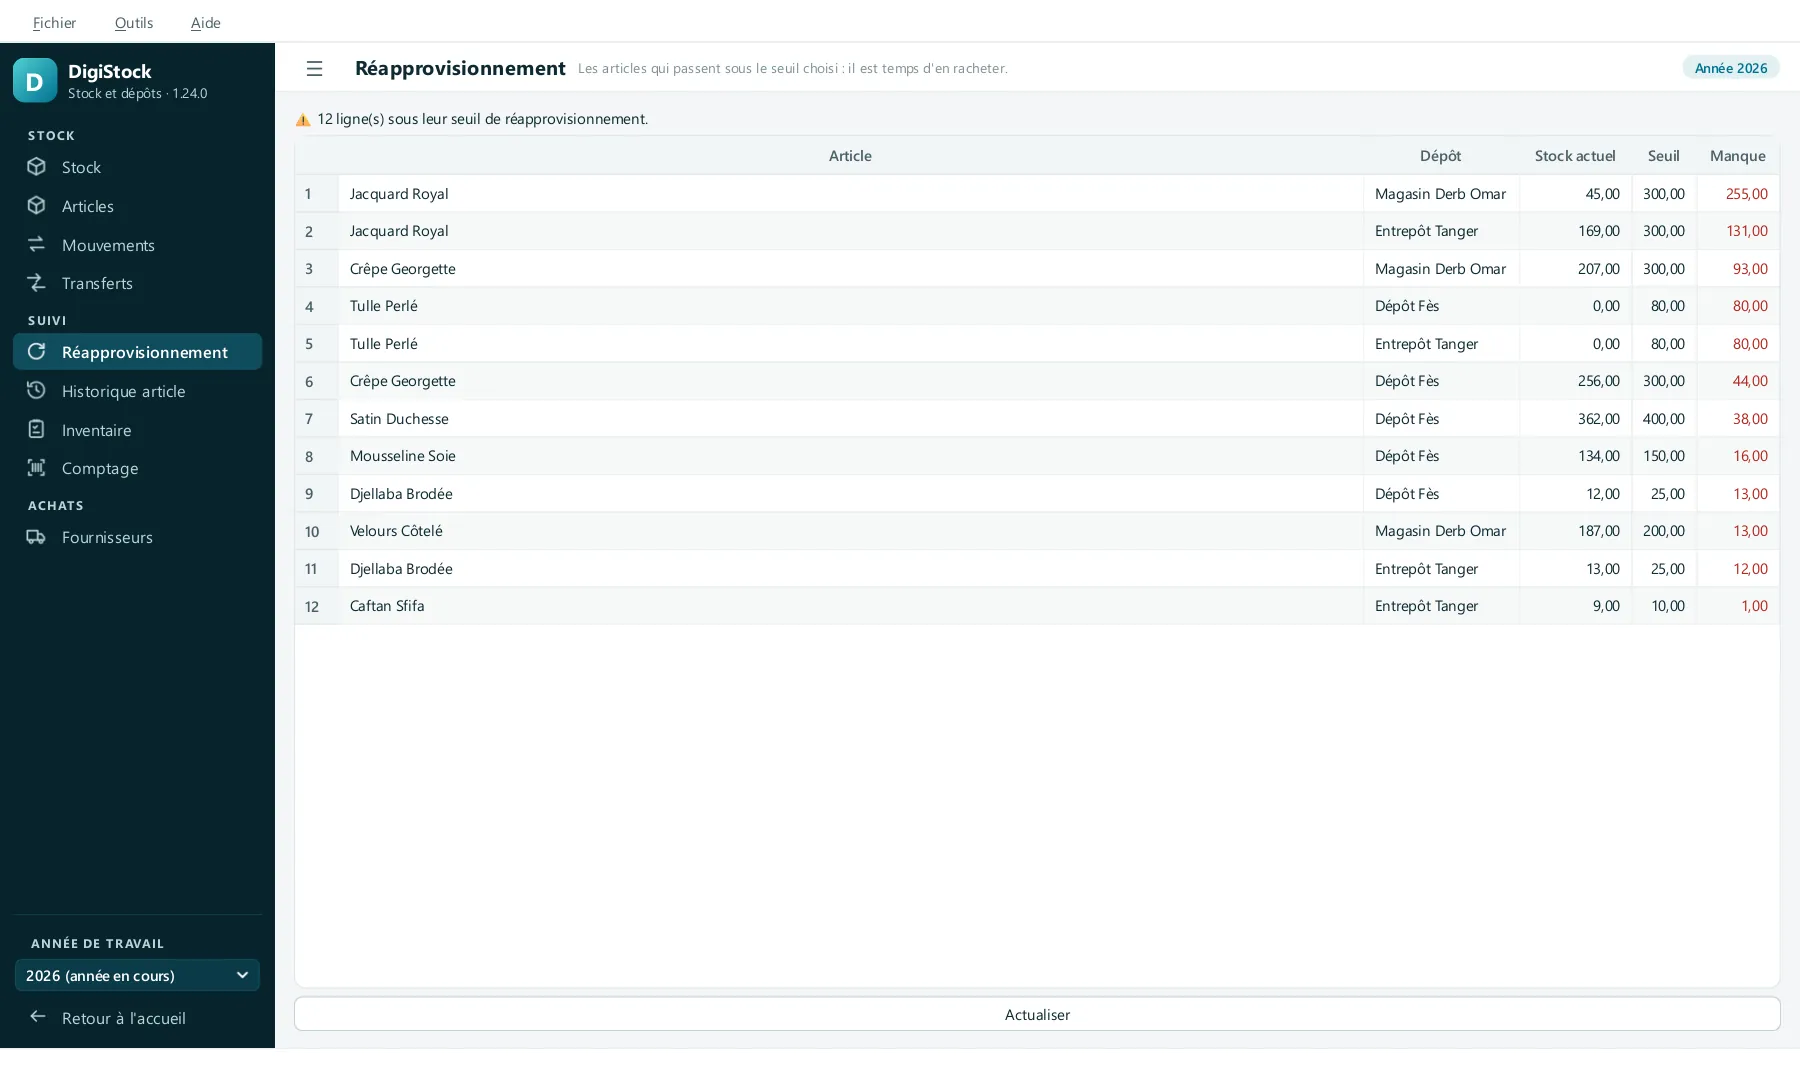 Fichier Outils Aide
D
DigiStock
Stock et dépôts · 1.24.0
STOCK
Stock
Articles
Mouvements
Transferts
SUIVI
Réapprovisionnement
Historique article
Inventaire
Comptage
ACHATS
Fournisseurs
ANNÉE DE TRAVAIL
2026 (année en cours)
Retour à l'accueil
Réapprovisionnement Les articles qui passent sous le seuil choisi : il est temps d'en racheter. Année 2026
12 ligne(s) sous leur seuil de réapprovisionnement.
Article Dépôt Stock actuel Seuil Manque
1 Jacquard Royal Magasin Derb Omar 45,00 300,00 255,00
2 Jacquard Royal Entrepôt Tanger 169,00 300,00 131,00
3 Crêpe Georgette Magasin Derb Omar 207,00 300,00 93,00
4 Tulle Perlé Dépôt Fès 0,00 80,00 80,00
5 Tulle Perlé Entrepôt Tanger 0,00 80,00 80,00
6 Crêpe Georgette Dépôt Fès 256,00 300,00 44,00
7 Satin Duchesse Dépôt Fès 362,00 400,00 38,00
8 Mousseline Soie Dépôt Fès 134,00 150,00 16,00
9 Djellaba Brodée Dépôt Fès 12,00 25,00 13,00
10 Velours Côtelé Magasin Derb Omar 187,00 200,00 13,00
11 Djellaba Brodée Entrepôt Tanger 13,00 25,00 12,00
12 Caftan Sfifa Entrepôt Tanger 9,00 10,00 1,00
Actualiser